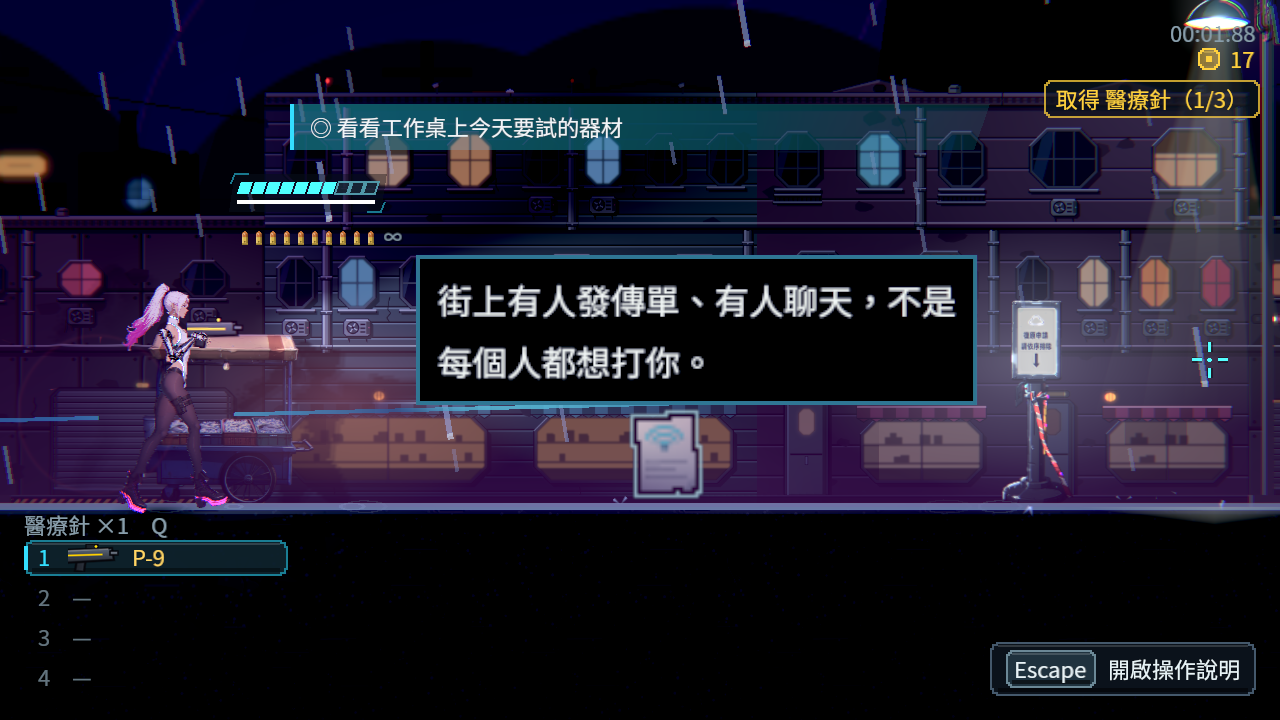 00:01.88
17
取得 醫療針（1/3）
◎ 看看工作桌上今天要試的器材
∞
街上有人發傳單、有人聊天，不是
每個人都想打你。
醫療針 ×1 Q
1 P-9
2 —
3 —
4 —
Escape 開啟操作說明